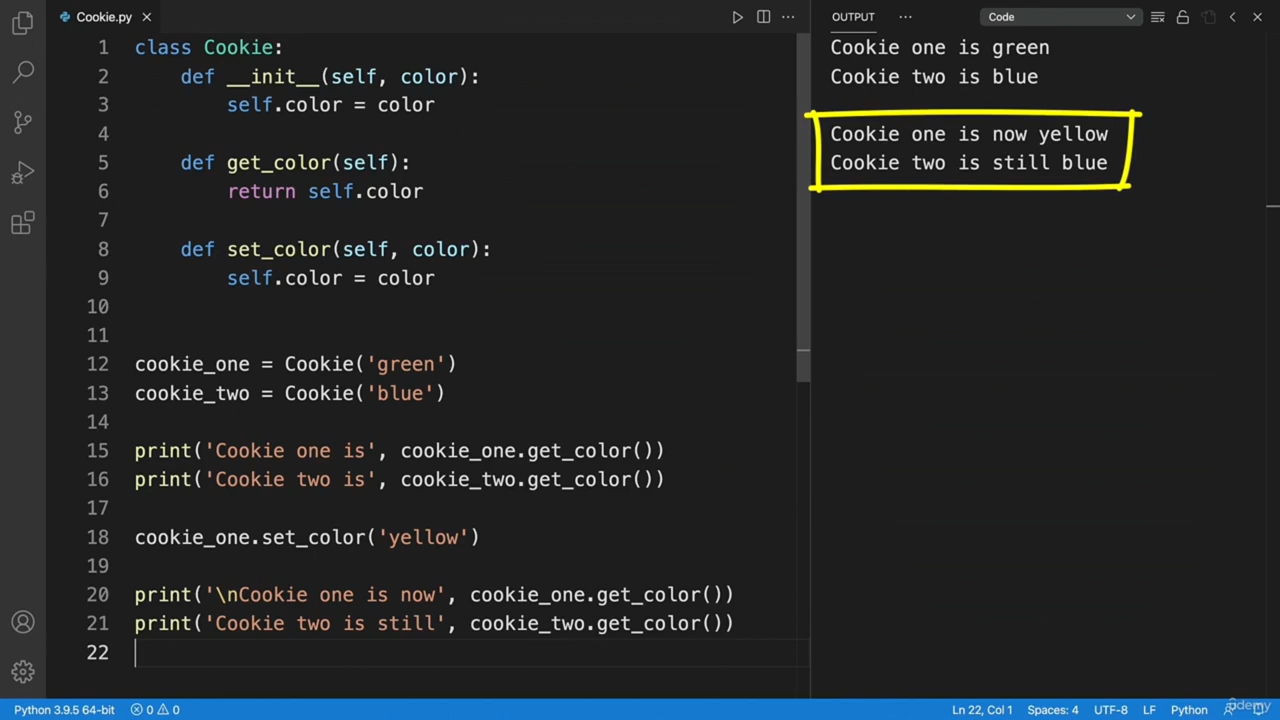 Cookie.py
OUTPUT
Code
1 class Cookie:
2     def __init__(self, color):
3         self.color = color
4
5     def get_color(self):
6         return self.color
7
8     def set_color(self, color):
9         self.color = color
10
11
12 cookie_one = Cookie('green')
13 cookie_two = Cookie('blue')
14
15 print('Cookie one is', cookie_one.get_color())
16 print('Cookie two is', cookie_two.get_color())
17
18 cookie_one.set_color('yellow')
19
20 print('\nCookie one is now', cookie_one.get_color())
21 print('Cookie two is still', cookie_two.get_color())
22
Cookie one is green
Cookie two is blue
Cookie one is now yellow
Cookie two is still blue
Python 3.9.5 64-bit 0 0 Ln 22, Col 1 Spaces: 4 UTF-8 LF Python
udemy